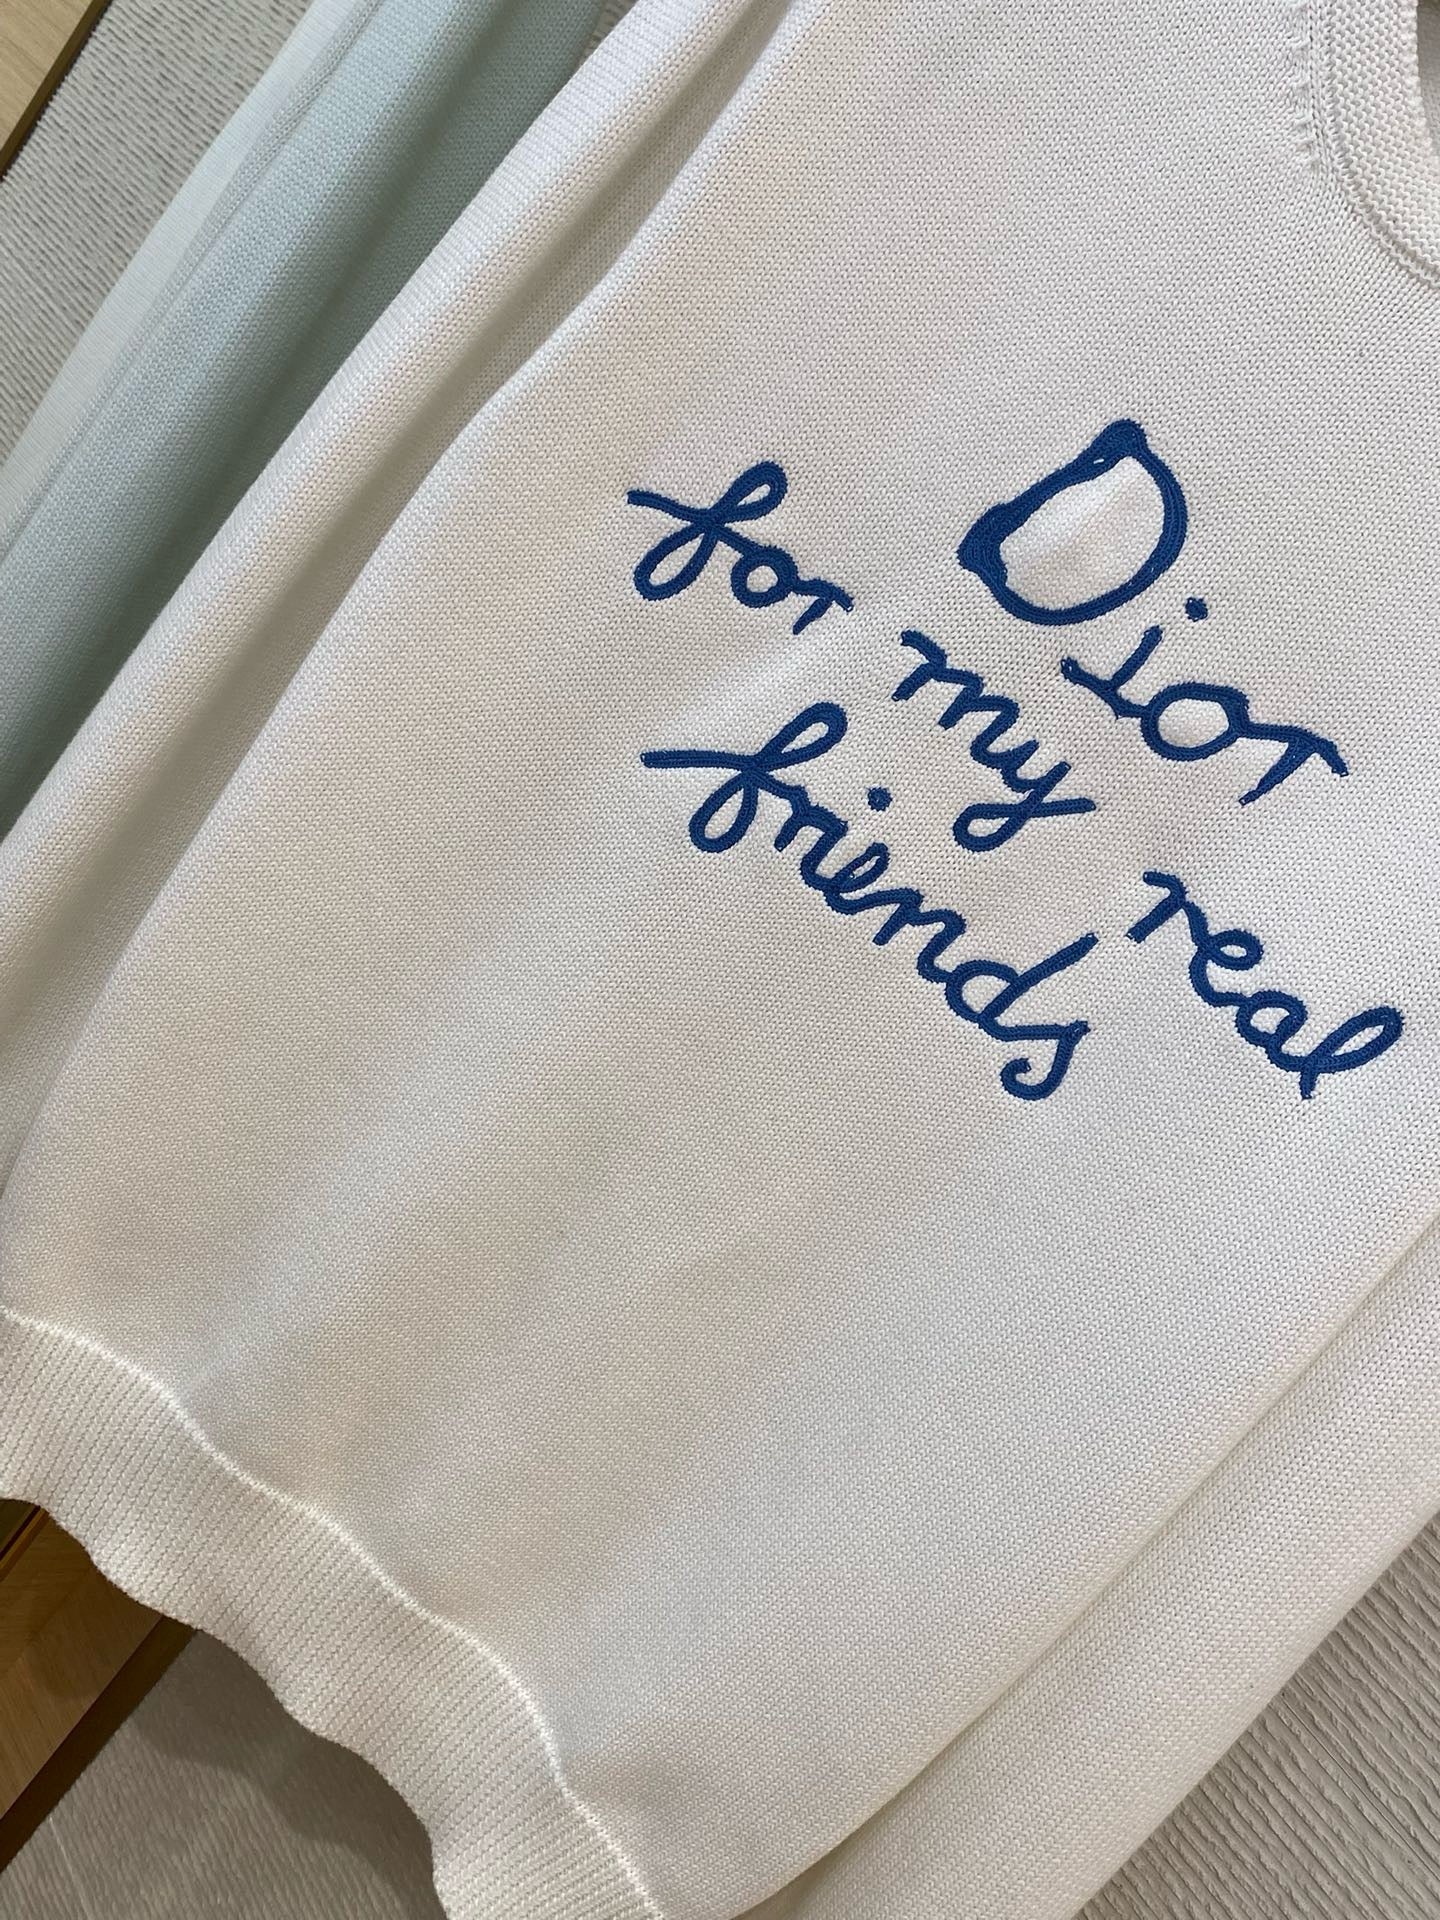 Dior
for my real
friends